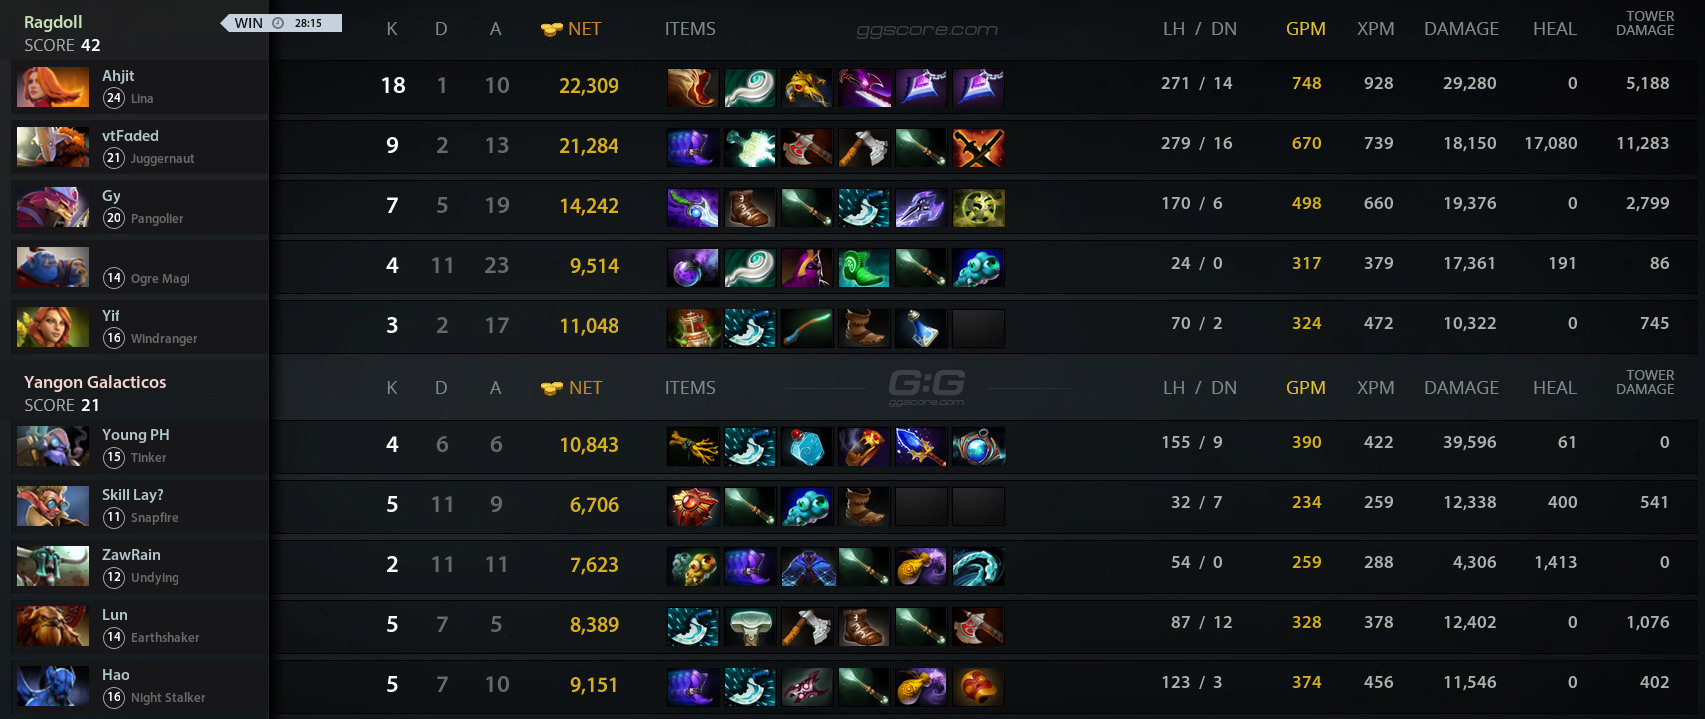 Ragdoll WIN 28:15
SCORE 42 K D A NET ITEMS ggscore.com LH / DN GPM XPM DAMAGE HEAL TOWER DAMAGE
Ahjit
24 Lina 18 1 10 22,309 271 / 14 748 928 29,280 0 5,188
vtFaded
21 Juggernaut 9 2 13 21,284 279 / 16 670 739 18,150 17,080 11,283
Gy
20 Pangolier 7 5 19 14,242 170 / 6 498 660 19,376 0 2,799
14 Ogre Magi 4 11 23 9,514 24 / 0 317 379 17,361 191 86
Yif
16 Windranger 3 2 17 11,048 70 / 2 324 472 10,322 0 745
Yangon Galacticos
SCORE 21 K D A NET ITEMS G:G ggscore.com LH / DN GPM XPM DAMAGE HEAL TOWER DAMAGE
Young PH
15 Tinker 4 6 6 10,843 155 / 9 390 422 39,596 61 0
Skill Lay?
11 Snapfire 5 11 9 6,706 32 / 7 234 259 12,338 400 541
ZawRain
12 Undying 2 11 11 7,623 54 / 0 259 288 4,306 1,413 0
Lun
14 Earthshaker 5 7 5 8,389 87 / 12 328 378 12,402 0 1,076
Hao
16 Night Stalker 5 7 10 9,151 123 / 3 374 456 11,546 0 402